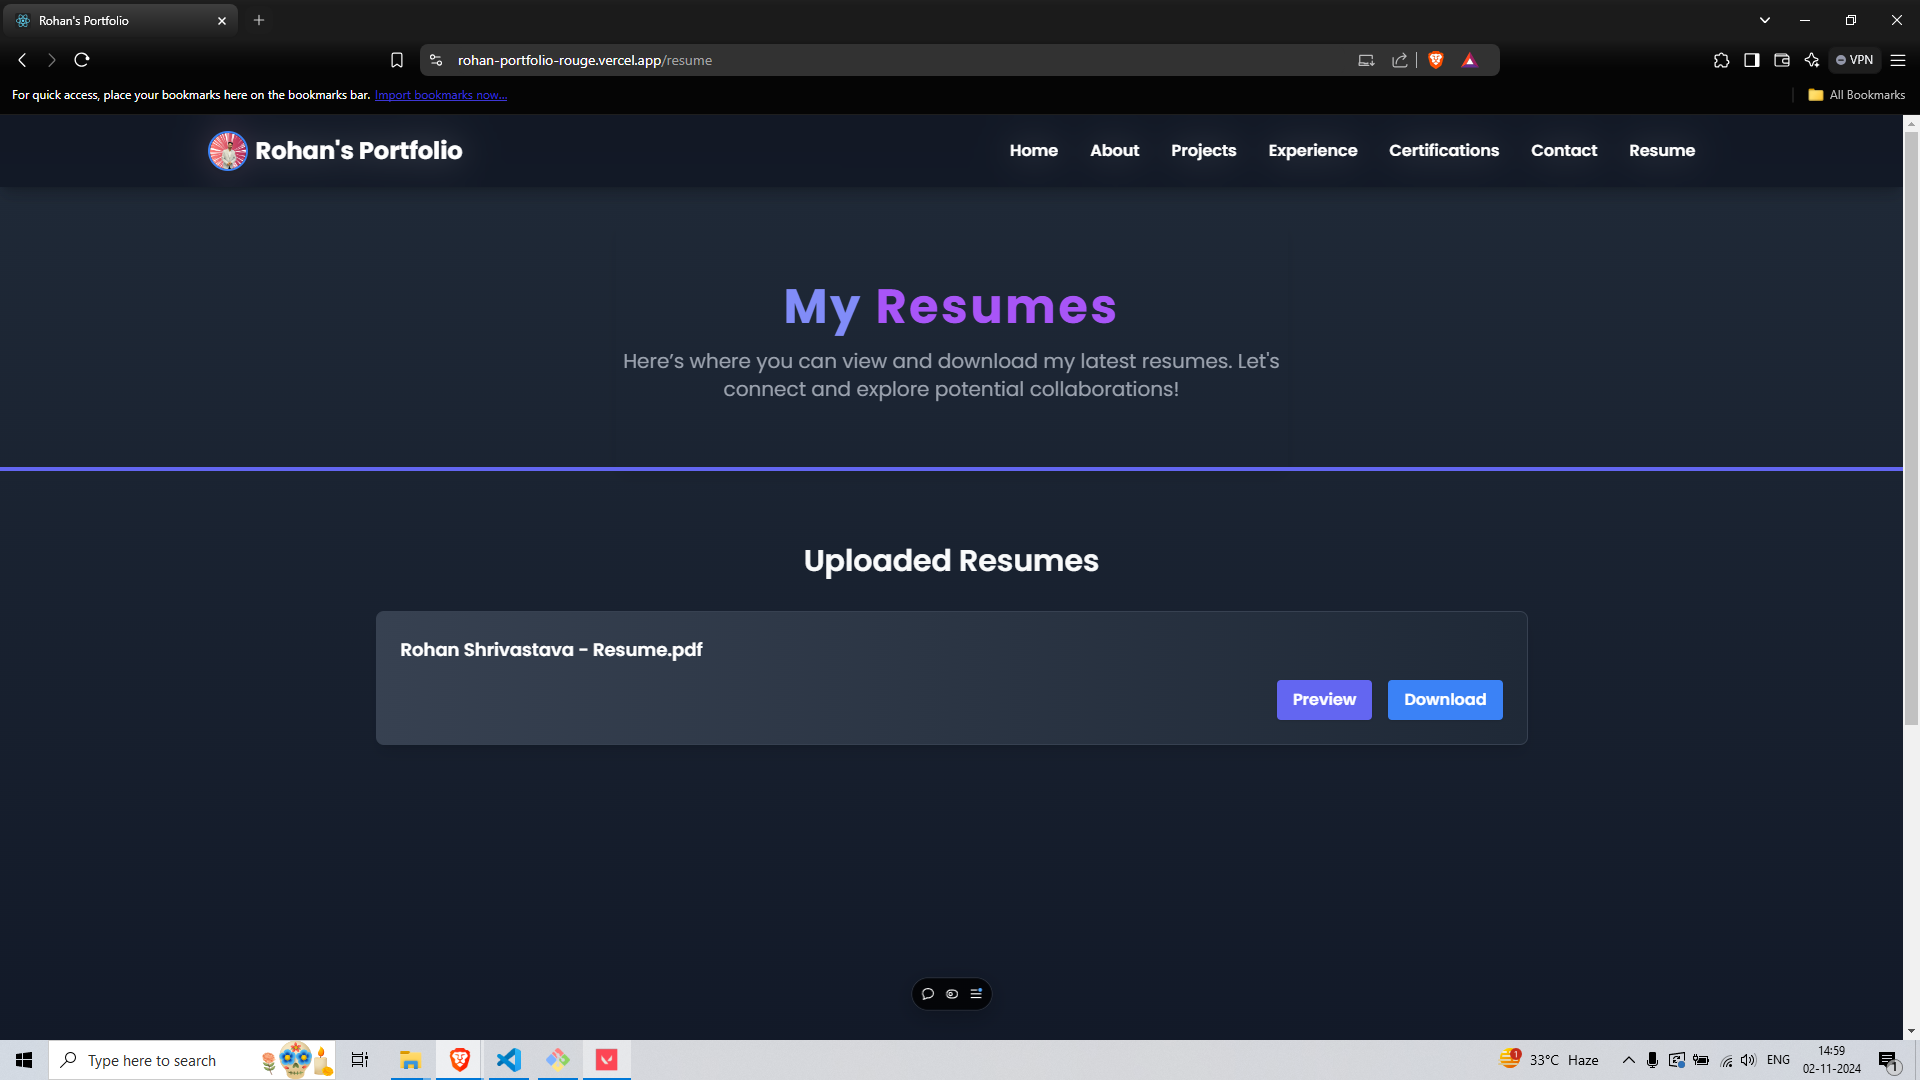 Rohan's Portfolio
rohan-portfolio-rouge.vercel.app/resume
VPN
For quick access, place your bookmarks here on the bookmarks bar. Import bookmarks now...
All Bookmarks
Rohan's Portfolio
Home About Projects Experience Certifications Contact Resume
My Resumes
Here’s where you can view and download my latest resumes. Let's
connect and explore potential collaborations!
Uploaded Resumes
Rohan Shrivastava - Resume.pdf
Preview Download
Type here to search
1
33°C Haze
ENG
14:59
02-11-2024
1